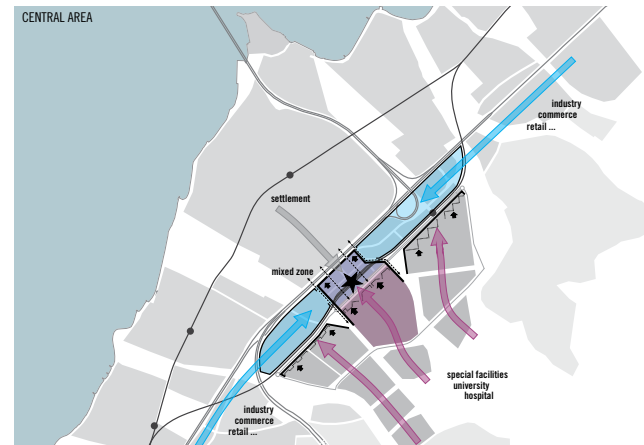 CENTRAL AREA
industry
commerce
retail ...
settlement
mixed zone
special facilities
university
hospital
industry
commerce
retail ...